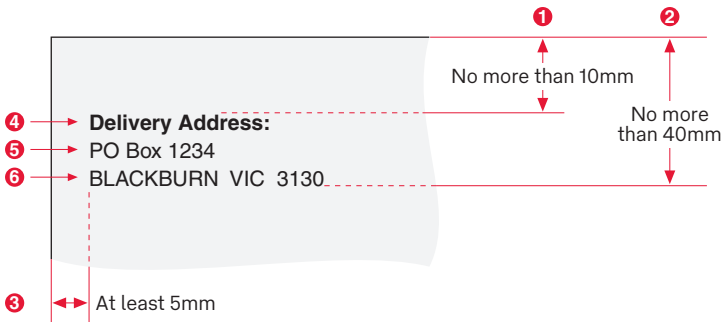 1 2
No more than 10mm
No more
than 40mm
4 Delivery Address:
5 PO Box 1234
6 BLACKBURN VIC 3130
3 At least 5mm